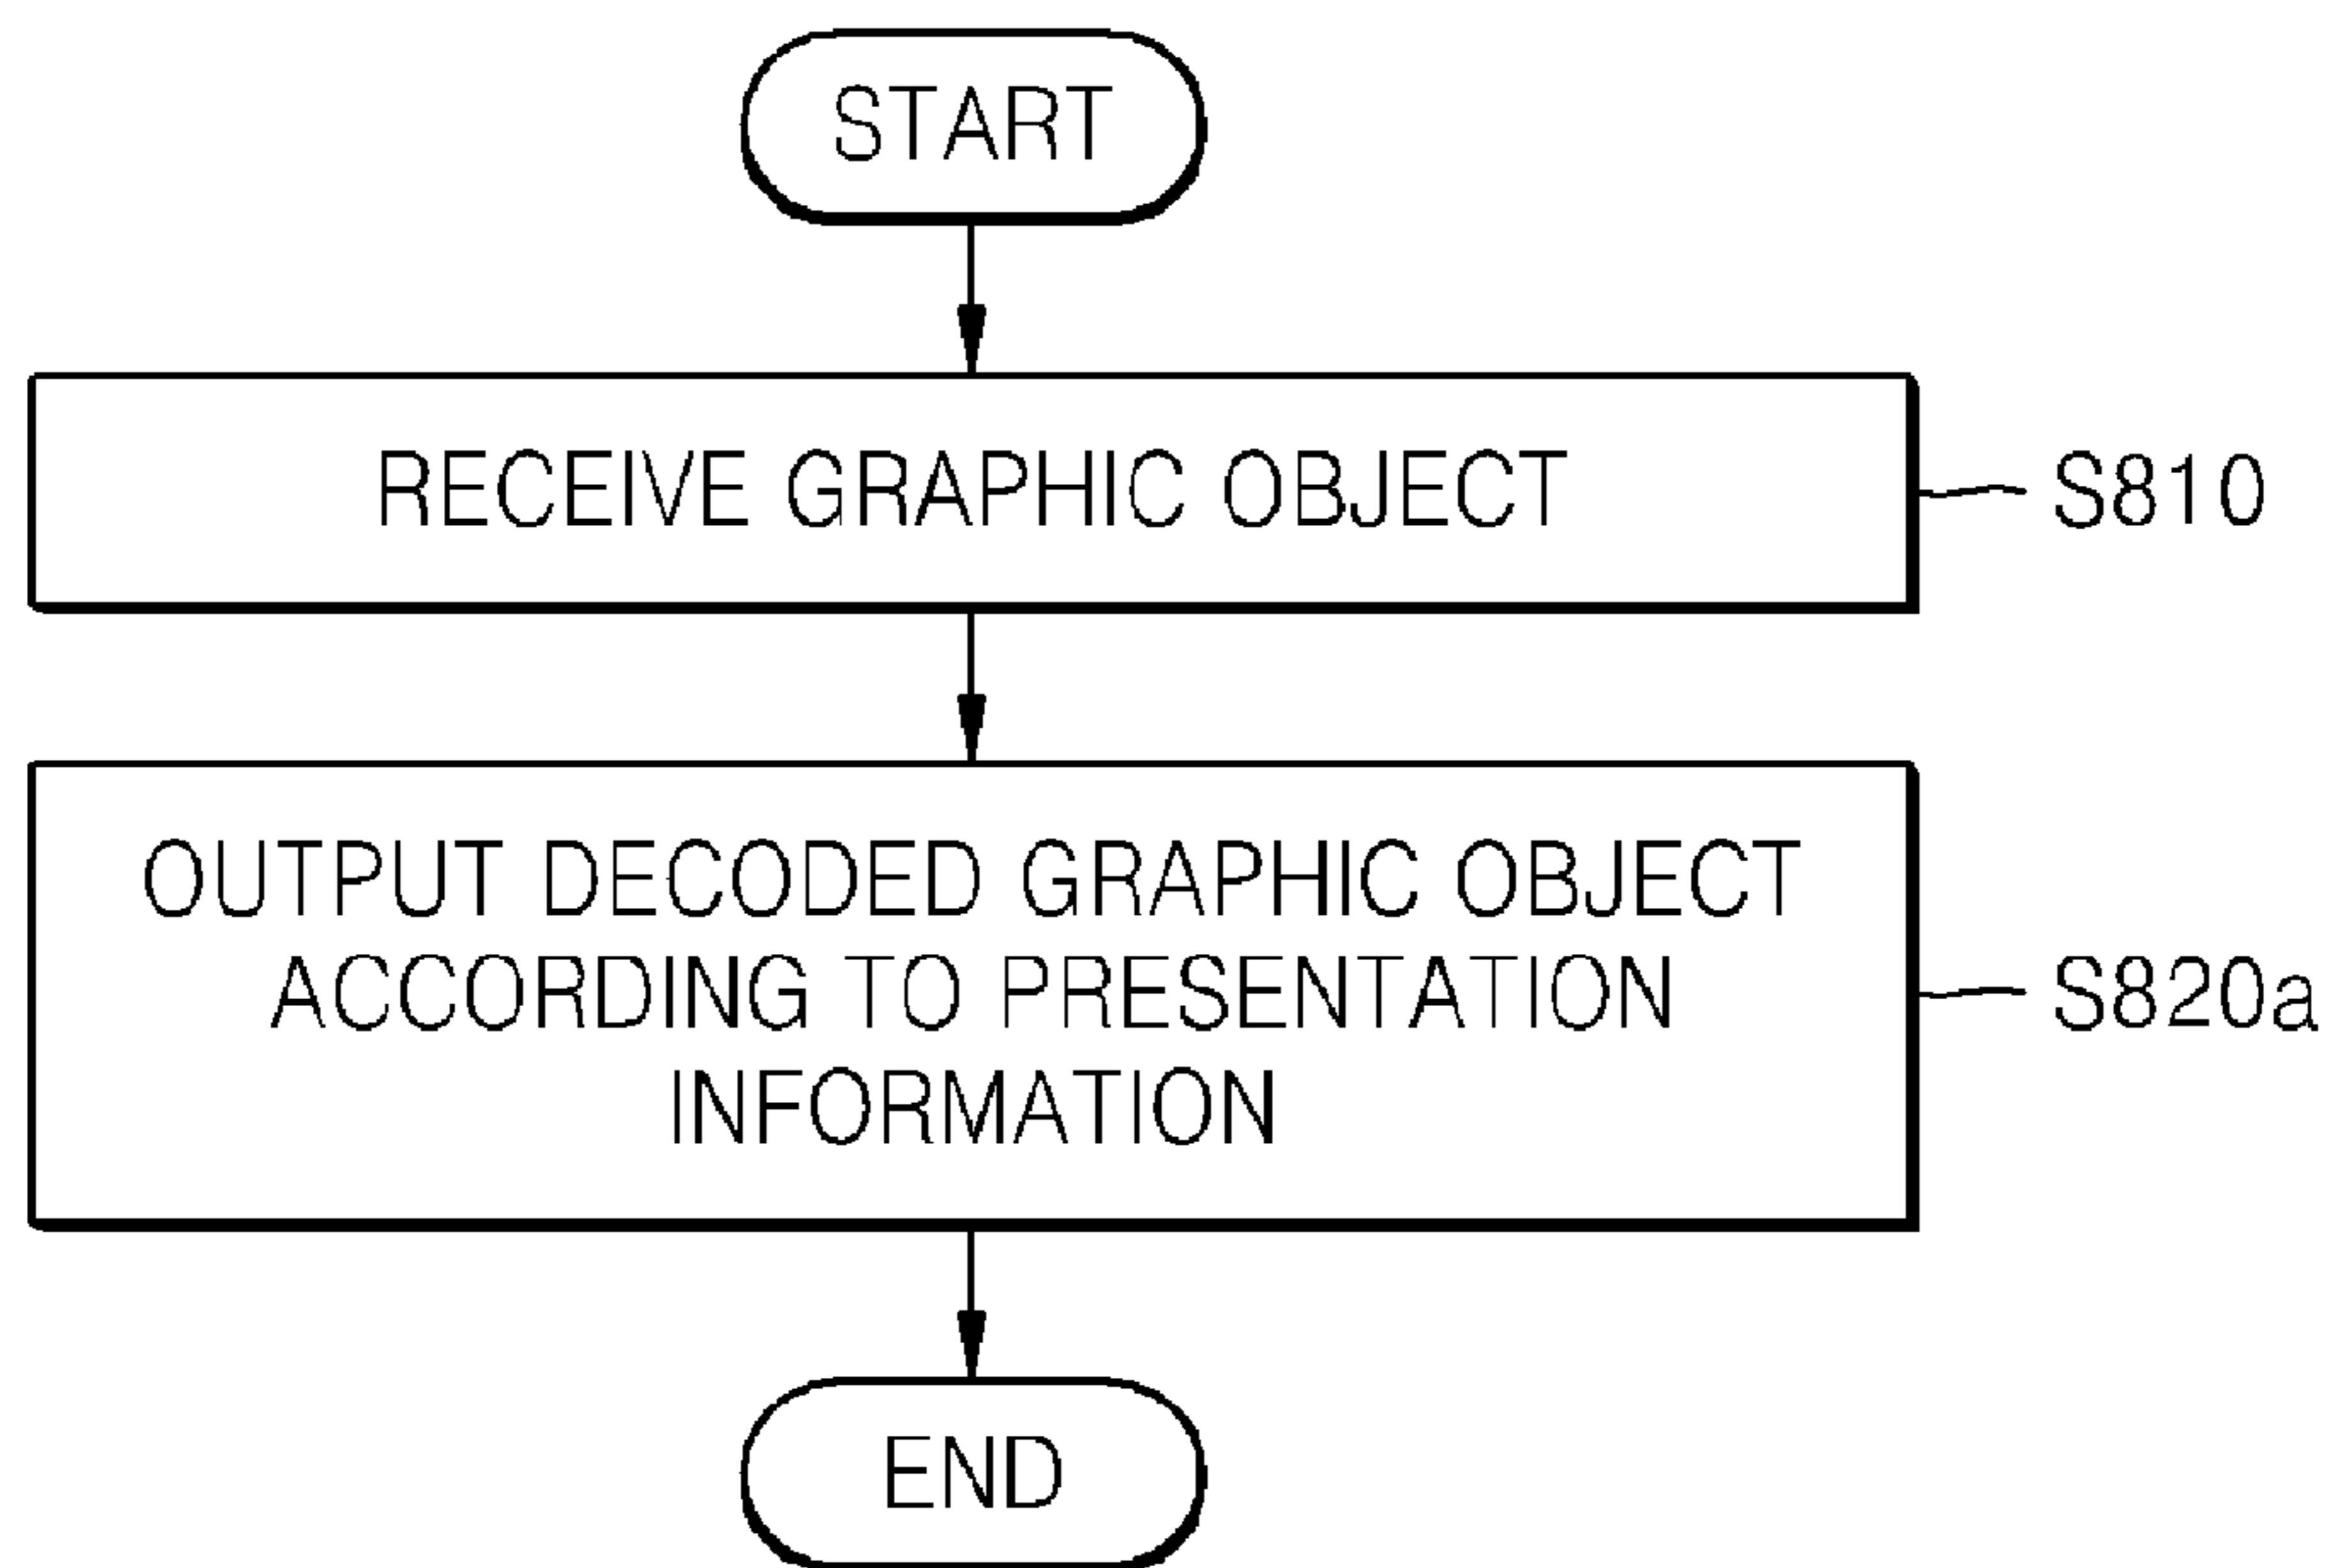 START
RECEIVE GRAPHIC OBJECT
S810
OUTPUT DECODED GRAPHIC OBJECT
ACCORDING TO PRESENTATION
INFORMATION
S820a
END